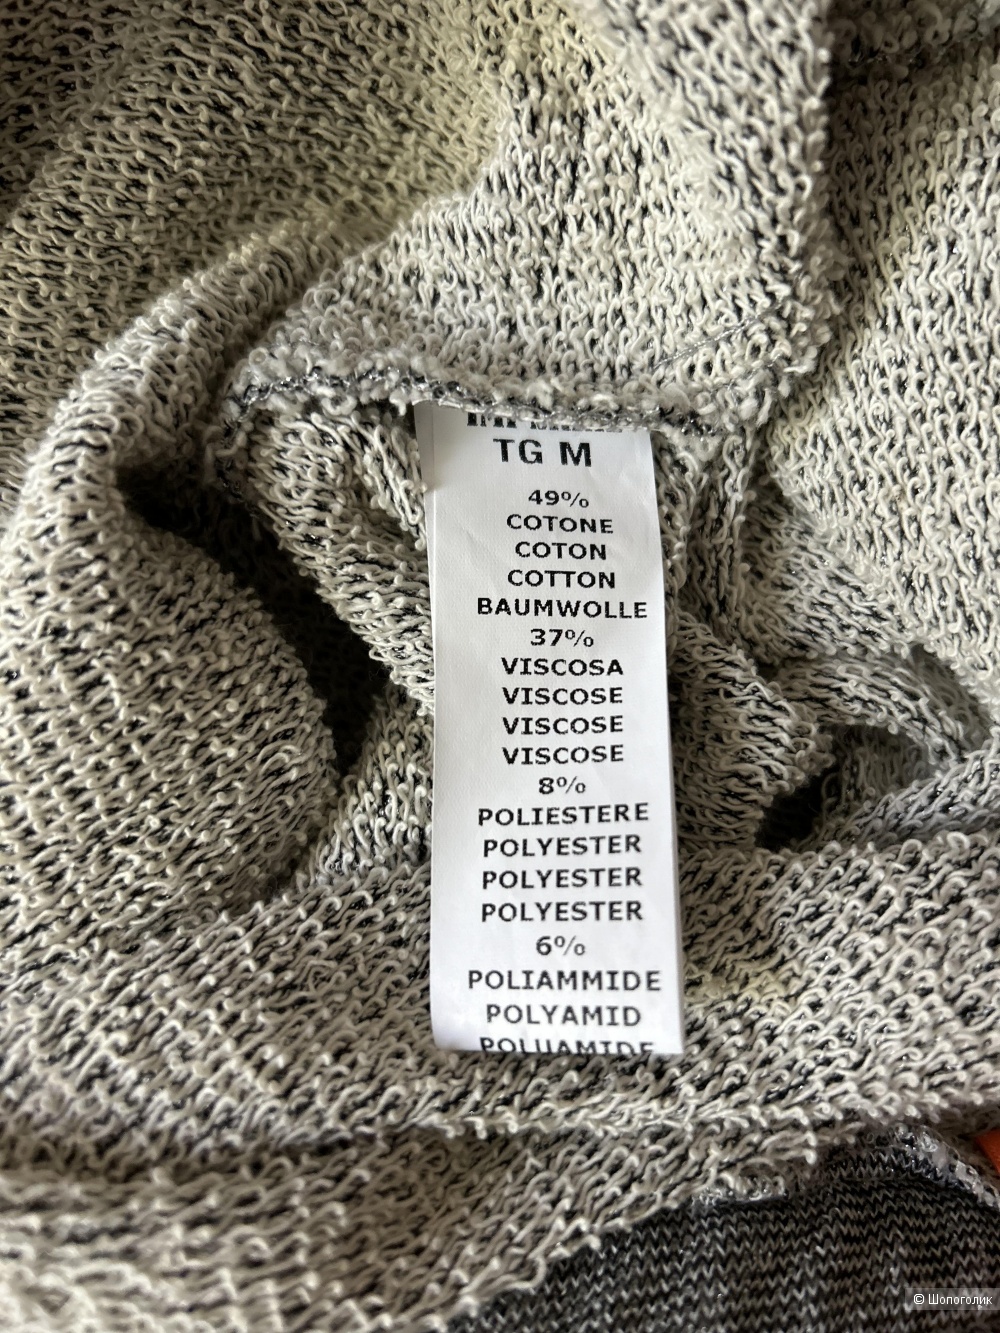 TG M
49%
COTONE
COTON
COTTON
BAUMWOLLE
37%
VISCOSA
VISCOSE
VISCOSE
VISCOSE
8%
POLIESTERE
POLYESTER
POLYESTER
POLYESTER
6%
POLIAMMIDE
POLYAMID
© Шопоголик